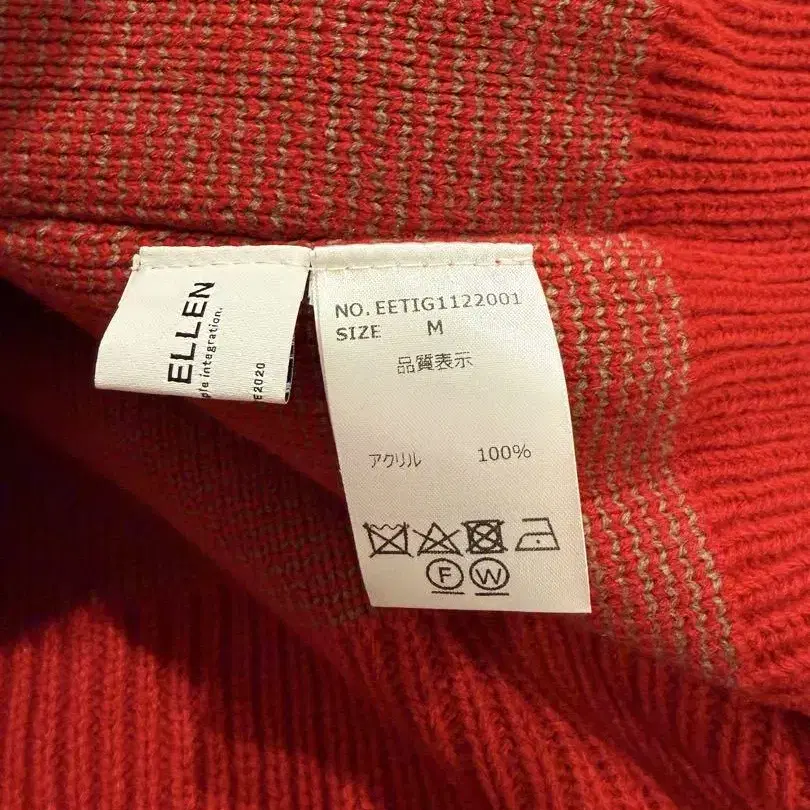 ELLEN
ple integration.
E2020
NO. EETIG1122001
SIZE M
品質表示
アクリル 100%
F W